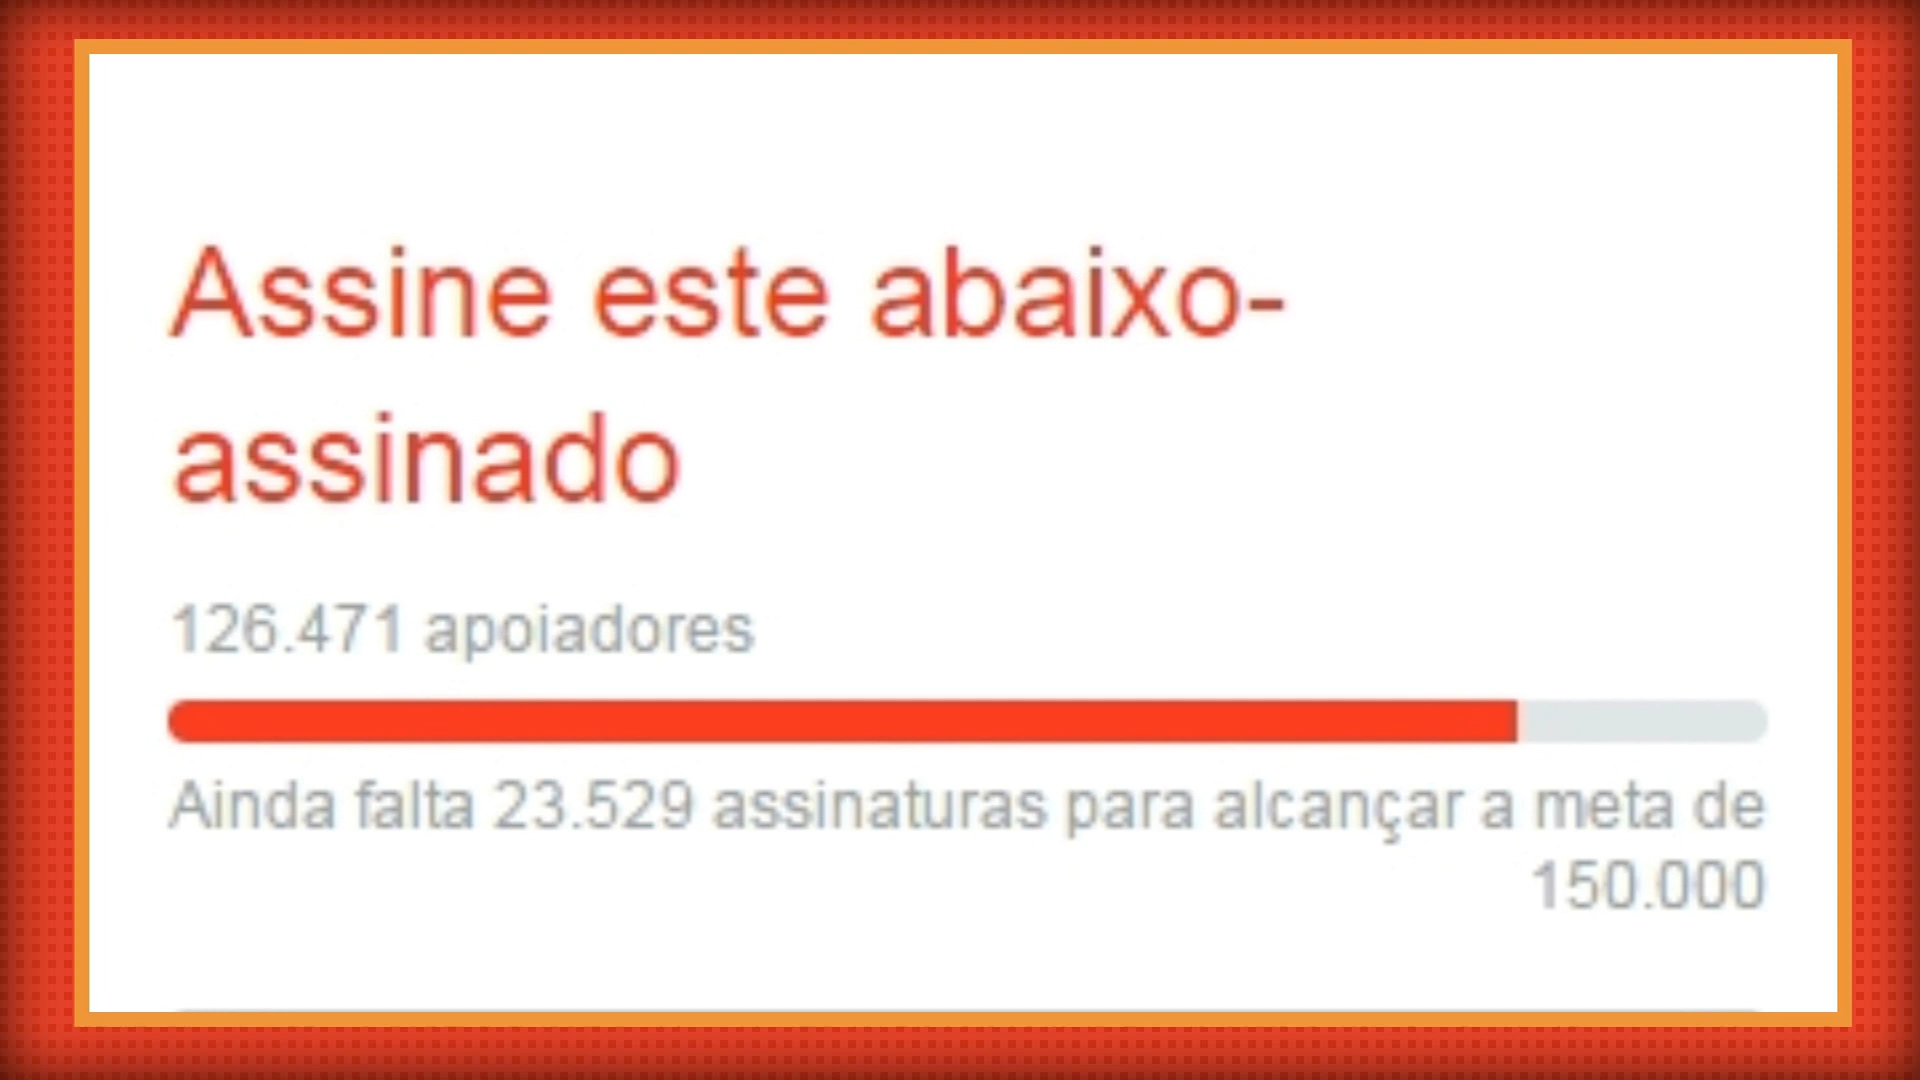 Assine este abaixo-
assinado
126.471 apoiadores
Ainda falta 23.529 assinaturas para alcançar a meta de
150.000